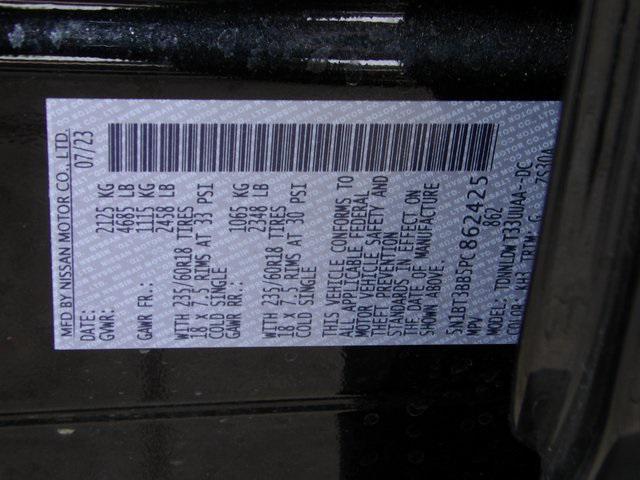 MFD BY NISSAN MOTOR CO., LTD.
DATE: 07/23
GVWR: 2125 KG
4685 LB
GAWR FR.: 1115 KG
2458 LB
WITH 235/60R18 TIRES
18 X 7.5 RIMS AT 33 PSI
COLD SINGLE
GAWR RR.: 1065 KG
2348 LB
WITH 235/60R18 TIRES
18 X 7.5 RIMS AT 30 PSI
COLD SINGLE
THIS VEHICLE CONFORMS TO
ALL APPLICABLE FEDERAL
MOTOR VEHICLE SAFETY AND
THEFT PREVENTION
STANDARDS IN EFFECT ON
THE DATE OF MANUFACTURE
SHOWN ABOVE.
5N1BT3BB5PC862425
MPV 862
MODEL: T33UUAW-DC
COLOR: KH3 TRIM: G ZS30A